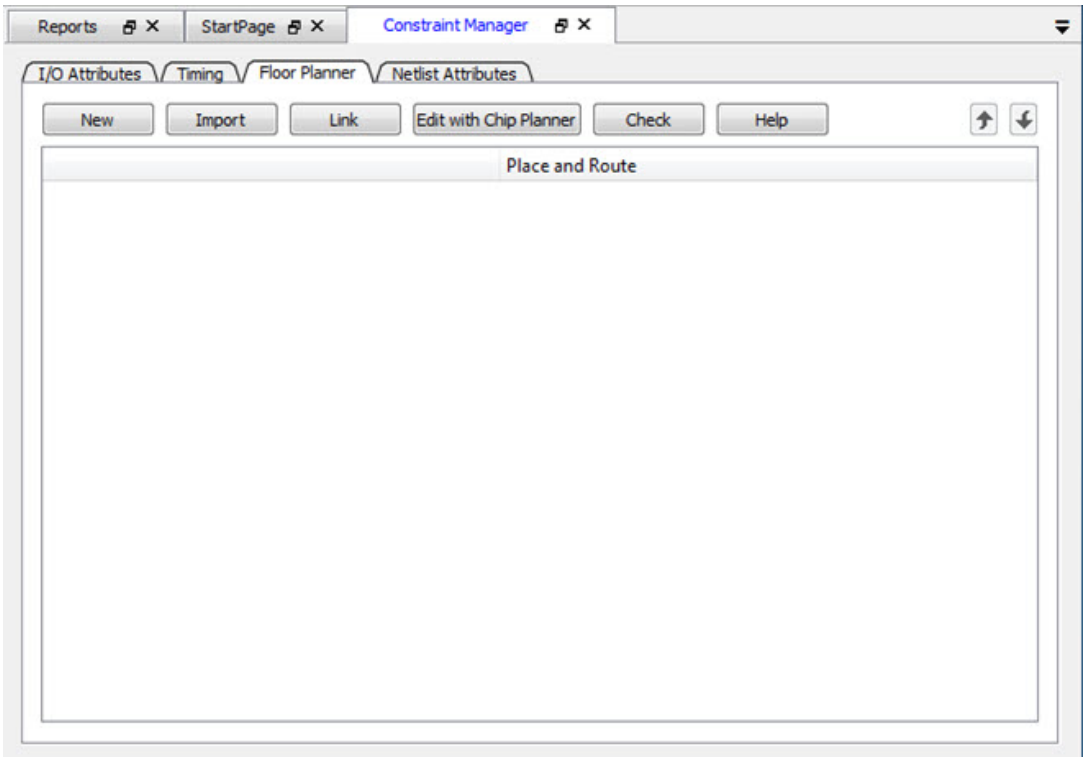 Reports StartPage Constraint Manager
I/O Attributes Timing Floor Planner Netlist Attributes
New Import Link Edit with Chip Planner Check Help
Place and Route